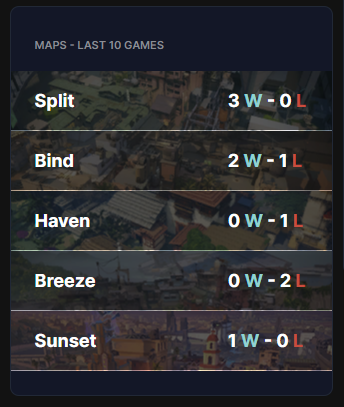 MAPS - LAST 10 GAMES
Split 3 W - 0 L
Bind 2 W - 1 L
Haven 0 W - 1 L
Breeze 0 W - 2 L
Sunset 1 W - 0 L